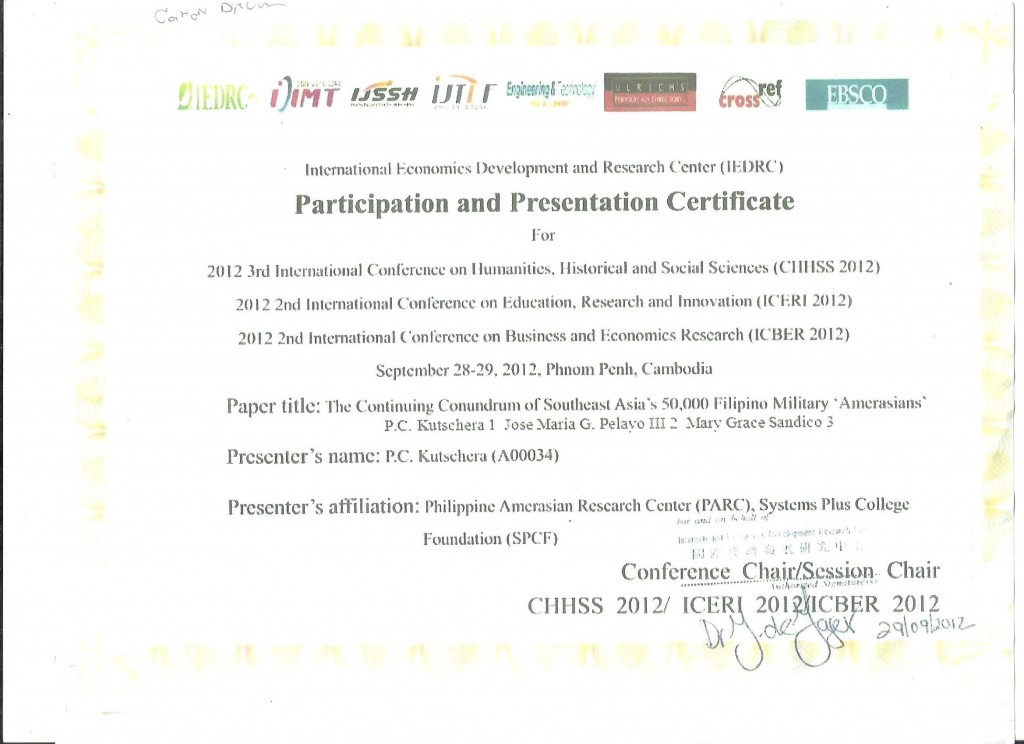 IEDRC IJIMT IJSSH IJTEF Engineering & Technology ULRICH'S PERIODICALS DIRECTORY cross ref EBSCO
International Economics Development and Research Center (IEDRC)
Participation and Presentation Certificate
For
2012 3rd International Conference on Humanities, Historical and Social Sciences (CHHSS 2012)
2012 2nd International Conference on Education, Research and Innovation (ICERI 2012)
2012 2nd International Conference on Business and Economics Research (ICBER 2012)
September 28-29, 2012, Phnom Penh, Cambodia
Paper title: The Continuing Conundrum of Southeast Asia's 50,000 Filipino Military 'Amerasians'
P.C. Kutschera 1 Jose Maria G. Pelayo III 2 Mary Grace Sandico 3
Presenter's name: P.C. Kutschera (A00034)
Presenter's affiliation: Philippine Amerasian Research Center (PARC), Systems Plus College
For and on behalf of
Foundation (SPCF)
Conference Chair/Session Chair
Authorized Signature(s)
CHHSS 2012/ ICERI 2012/ICBER 2012
Dr J. de Jager 29/09/2012